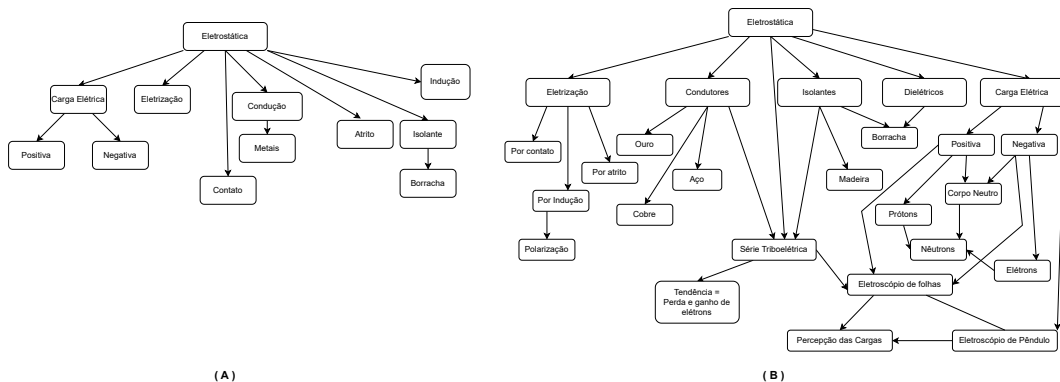 Eletrostática
Indução
Carga Elétrica
Eletrização
Condução
Atrito
Isolante
Positiva
Negativa
Metais
Contato
Borracha
( A )
Eletrostática
Eletrização
Condutores
Isolantes
Dielétricos
Carga Elétrica
Por contato
Ouro
Borracha
Positiva
Negativa
Por atrito
Aço
Madeira
Corpo Neutro
Por Indução
Cobre
Prótons
Polarização
Série Triboelétrica
Nêutrons
Elétrons
Tendência =
Perda e ganho de
elétrons
Eletroscópio de folhas
Percepção das Cargas
Eletroscópio de Pêndulo
( B )